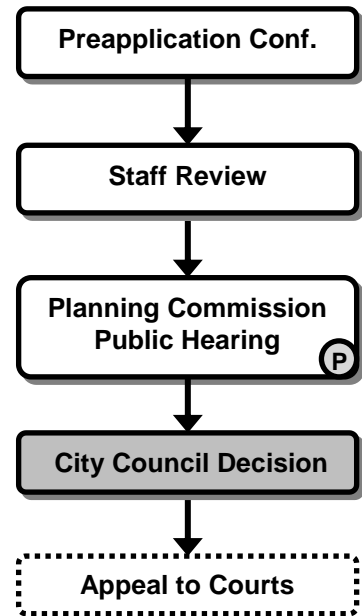 Preapplication Conf.
Staff Review
Planning Commission
Public Hearing
P
City Council Decision
Appeal to Courts